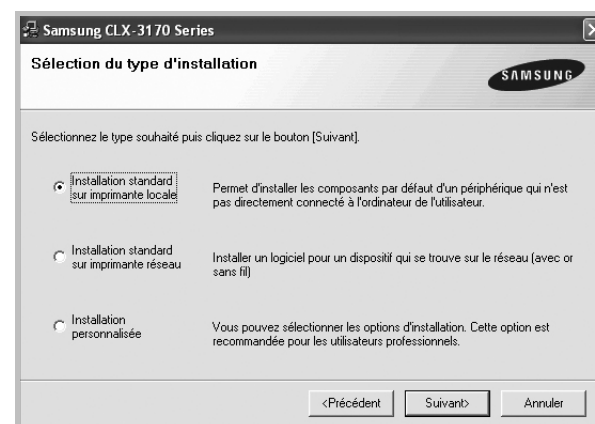 Samsung CLX-3170 Series
Sélection du type d'installation
SAMSUNG
Sélectionnez le type souhaité puis cliquez sur le bouton [Suivant].
Installation standard
sur imprimante locale
Permet d'installer les composants par défaut d'un périphérique qui n'est
pas directement connecté à l'ordinateur de l'utilisateur.
Installation standard
sur imprimante réseau
Installer un logiciel pour un dispositif qui se trouve sur le réseau (avec or
sans fil)
Installation
personnalisée
Vous pouvez sélectionner les options d'installation. Cette option est
recommandée pour les utilisateurs professionnels.
<Précédent
Suivant>
Annuler